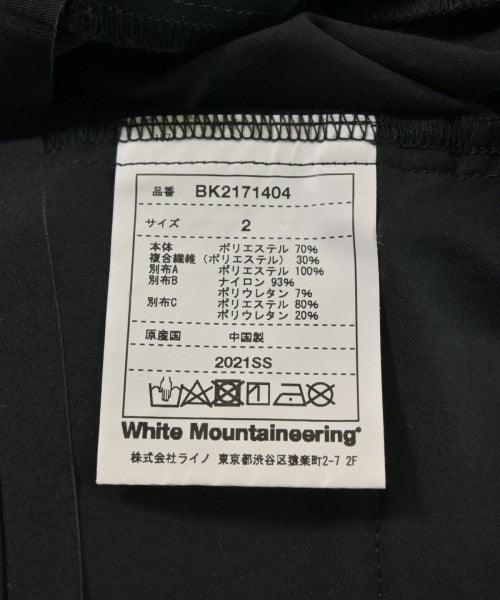 品番 BK2171404
サイズ 2
本体 ポリエステル 70%
複合繊維（ポリエステル）30%
別布A ポリエステル 100%
別布B ナイロン 93%
ポリウレタン 7%
別布C ポリエステル 80%
ポリウレタン 20%
原産国 中国製
2021SS
White Mountaineering®
株式会社ライノ 東京都渋谷区猿楽町2-7 2F